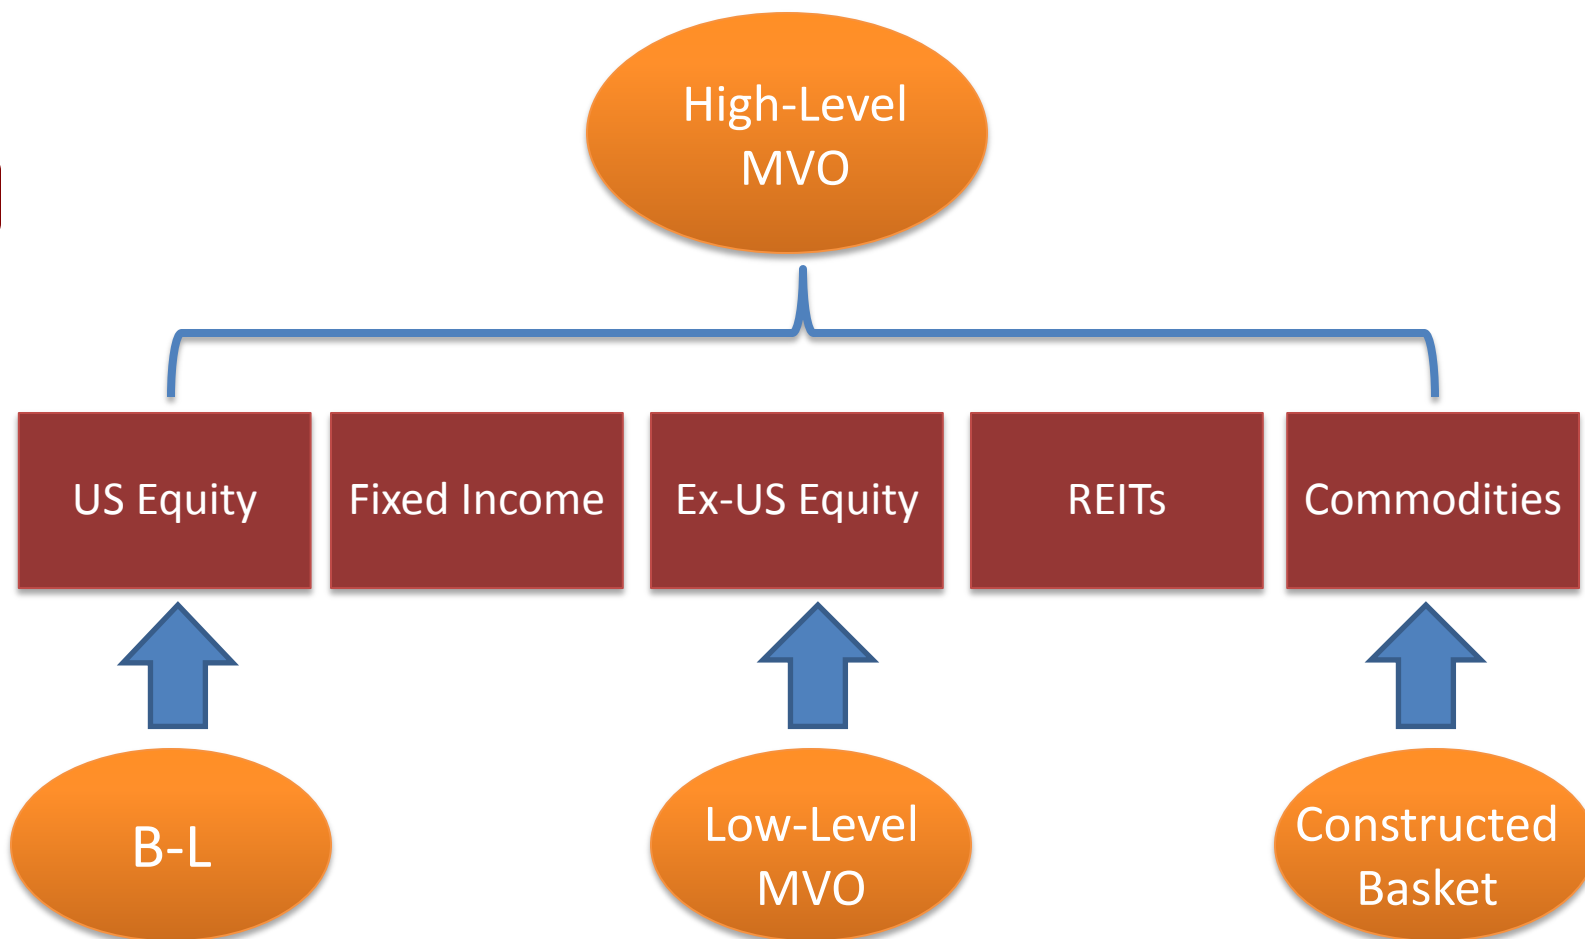 High-Level
MVO
US Equity
Fixed Income
Ex-US Equity
REITs
Commodities
B-L
Low-Level
MVO
Constructed
Basket